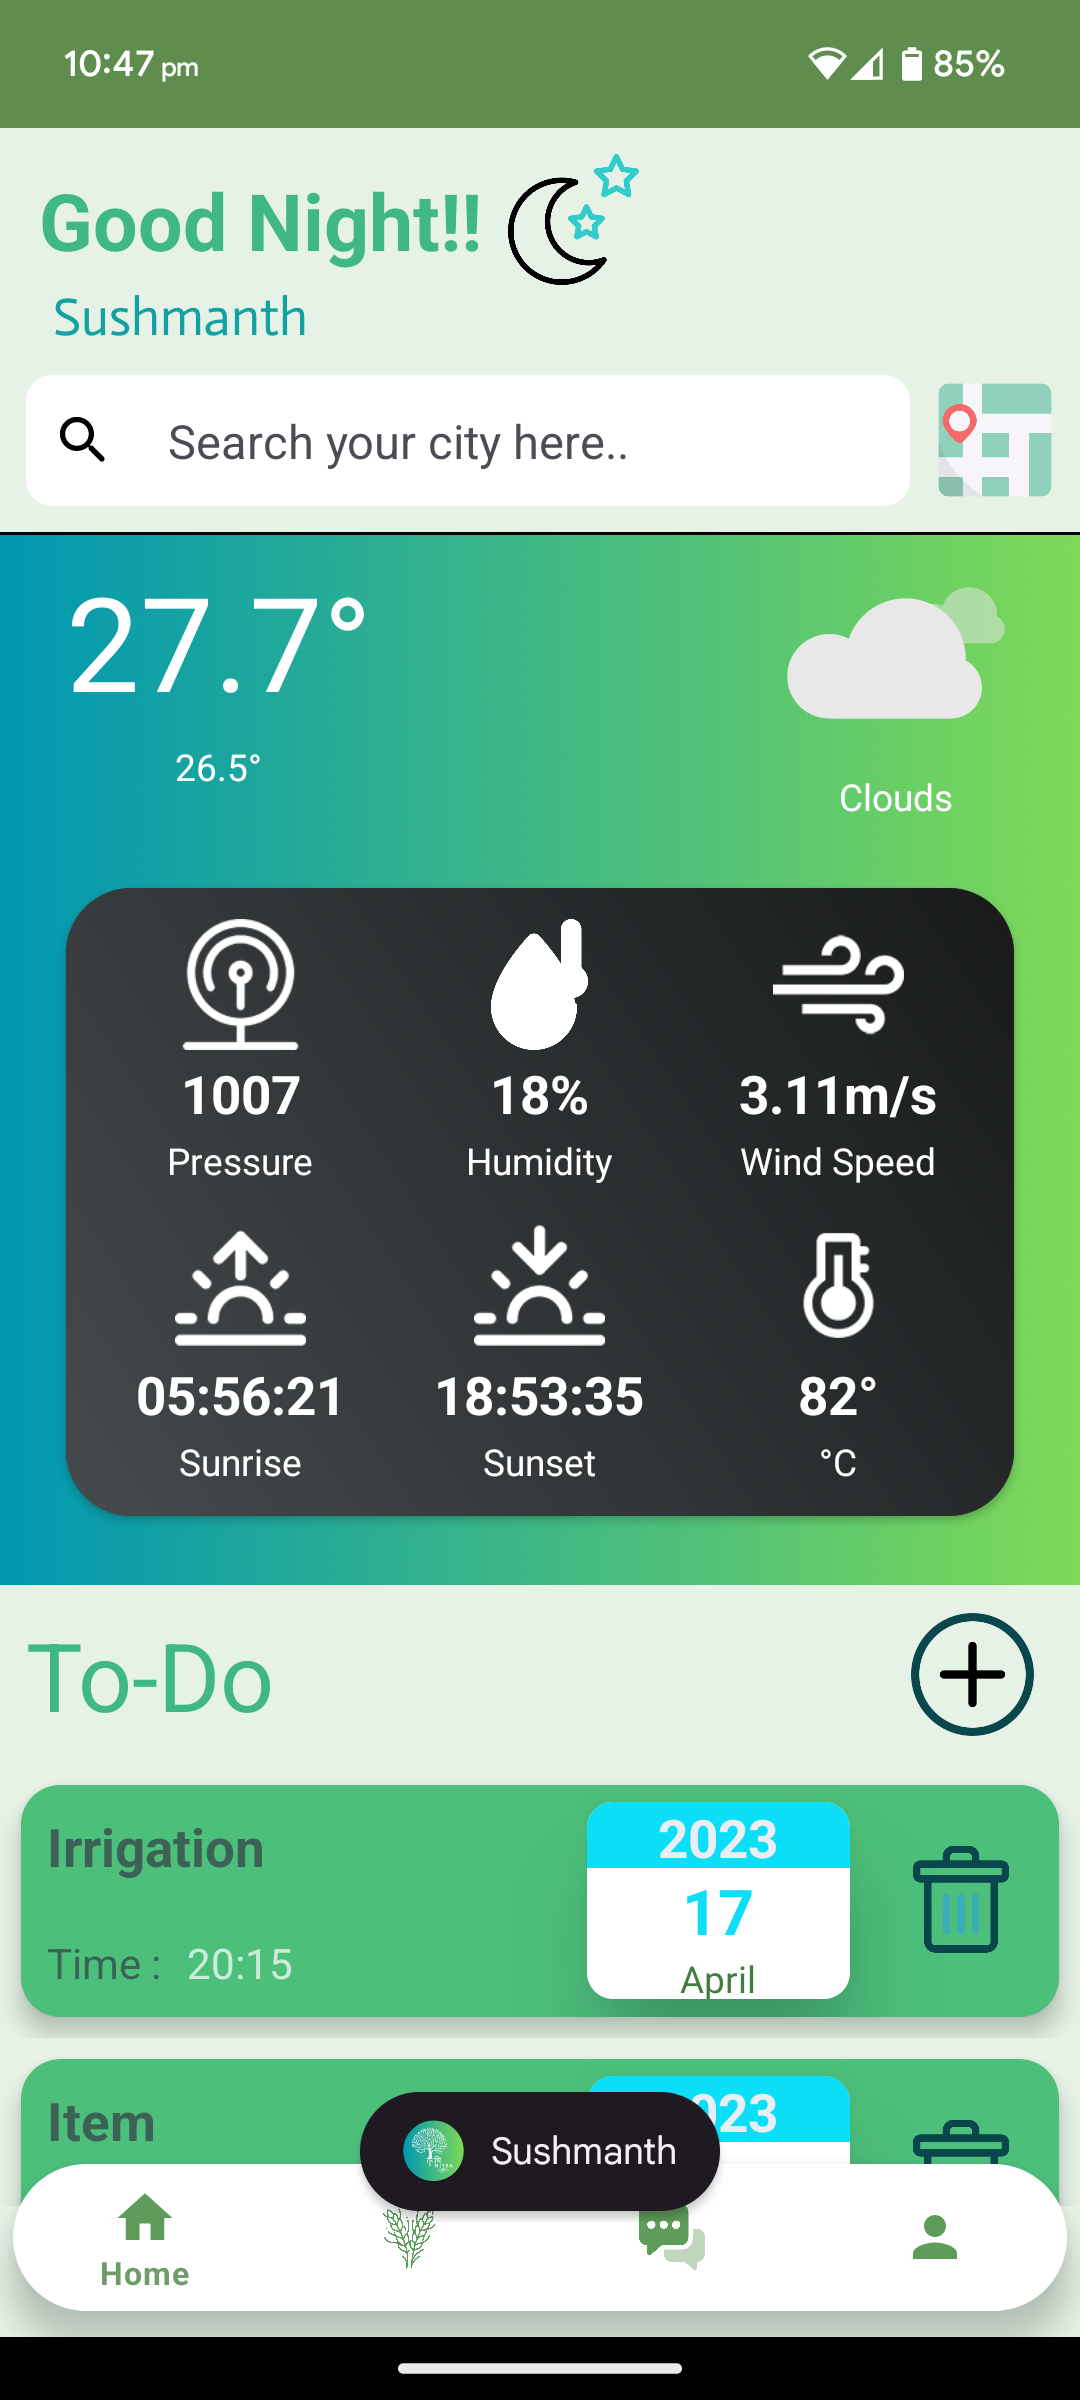 10:47 pm
85%
Good Night!!
Sushmanth
Search your city here..
27.7°
26.5°
Clouds
1007
Pressure
18%
Humidity
3.11m/s
Wind Speed
05:56:21
Sunrise
18:53:35
Sunset
82°
°C
To-Do
Irrigation
Time : 20:15
2023
17
April
Item
023
Sushmanth
Home